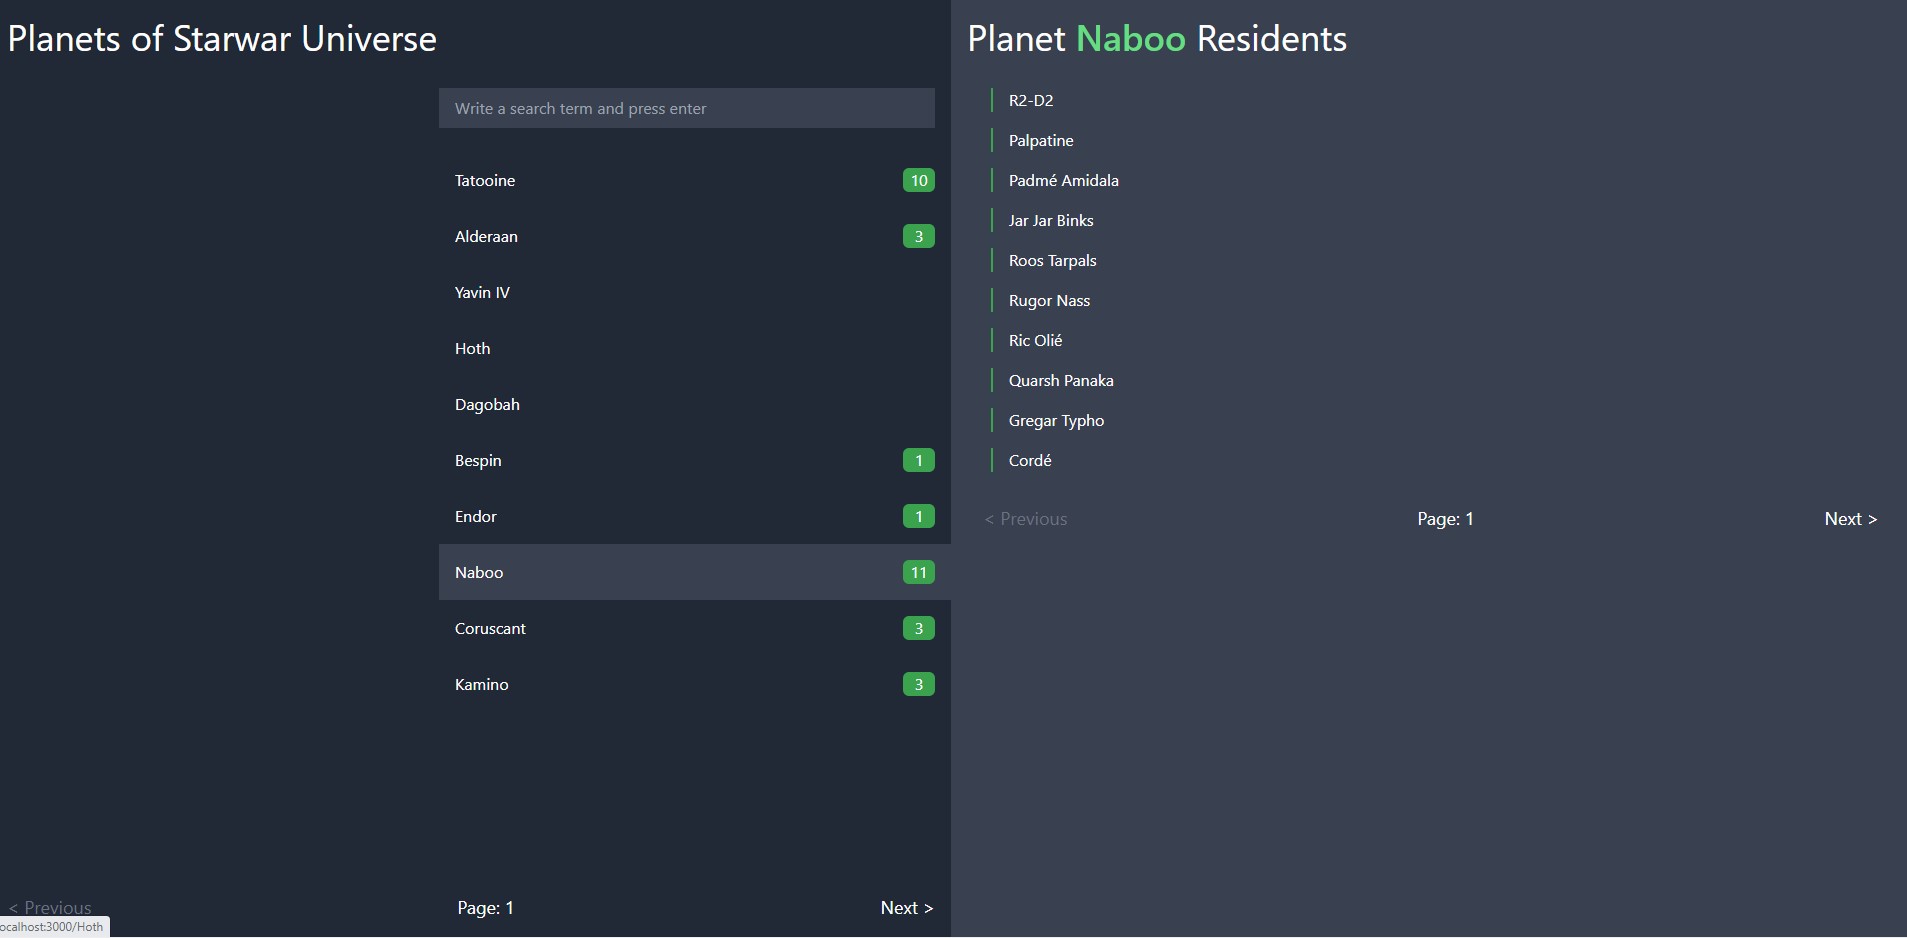 Planets of Starwar Universe
Write a search term and press enter
Tatooine 10
Alderaan 3
Yavin IV
Hoth
Dagobah
Bespin 1
Endor 1
Naboo 11
Coruscant 3
Kamino 3
< Previous Page: 1 Next >
ocalhost:3000/Hoth
Planet Naboo Residents
R2-D2
Palpatine
Padmé Amidala
Jar Jar Binks
Roos Tarpals
Rugor Nass
Ric Olié
Quarsh Panaka
Gregar Typho
Cordé
< Previous Page: 1 Next >